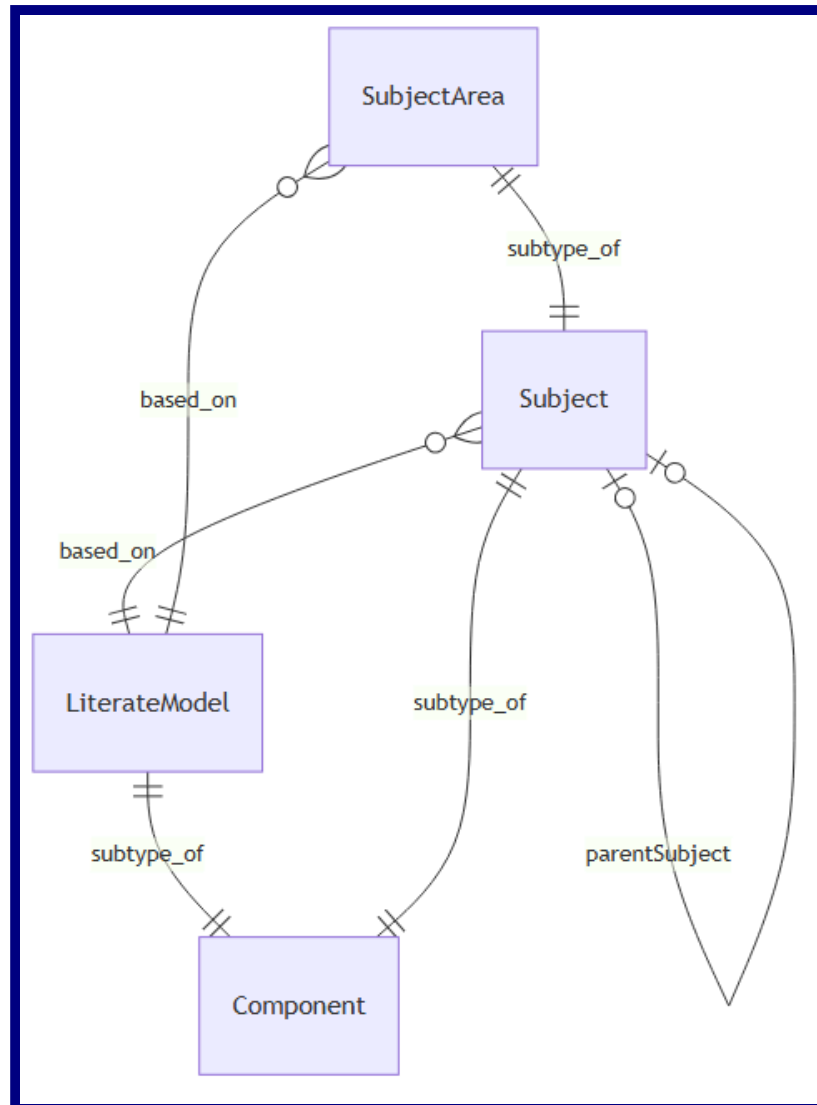 SubjectArea
subtype_of
Subject
based_on
based_on
LiterateModel
subtype_of
subtype_of
parentSubject
Component